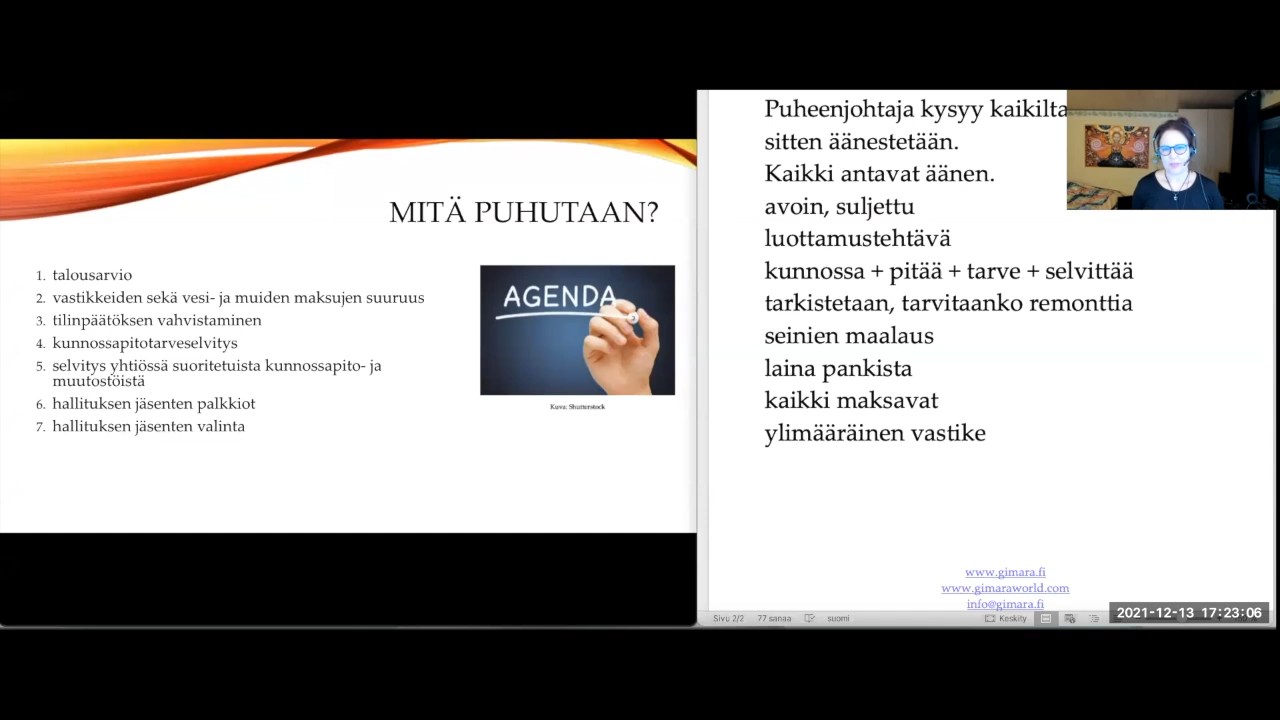 MITÄ PUHUTAAN?
1. talousarvio
2. vastikkeiden sekä vesi- ja muiden maksujen suuruus
3. tilinpäätöksen vahvistaminen
4. kunnossapitotarveselvitys
5. selvitys yhtiössä suoritetuista kunnossapito- ja
muutostöistä
6. hallituksen jäsenten palkkiot
7. hallituksen jäsenten valinta
AGENDA
Kuva: Shutterstock
Puheenjohtaja kysyy kaikilta
sitten äänestetään.
Kaikki antavat äänen.
avoin, suljettu
luottamustehtävä
kunnossa + pitää + tarve + selvittää
tarkistetaan, tarvitaanko remonttia
seinien maalaus
laina pankista
kaikki maksavat
ylimääräinen vastike
www.gimara.fi
www.gimaraworld.com
info@gimara.fi
Sivu 2/2 77 sanaa suomi Keskity
2021-12-13 17:23:06